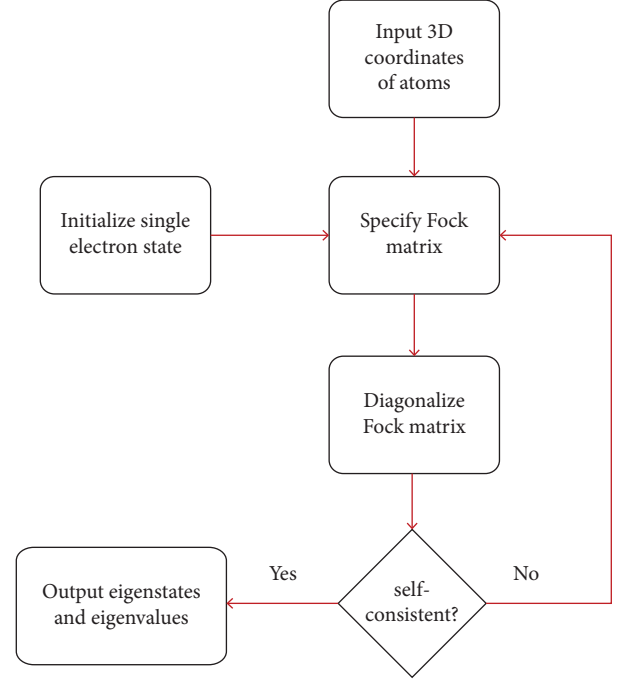 Input 3D
coordinates
of atoms
Initialize single
electron state
Specify Fock
matrix
Diagonalize
Fock matrix
Yes
self-
consistent?
No
Output eigenstates
and eigenvalues